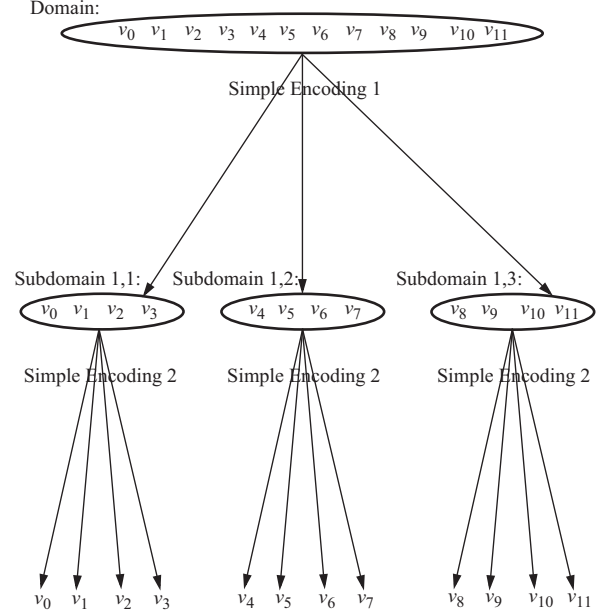 Domain:
v0 v1 v2 v3 v4 v5 v6 v7 v8 v9 v10 v11
Simple Encoding 1
Subdomain 1,1: Subdomain 1,2: Subdomain 1,3:
v0 v1 v2 v3 v4 v5 v6 v7 v8 v9 v10 v11
Simple Encoding 2 Simple Encoding 2 Simple Encoding 2
v0 v1 v2 v3 v4 v5 v6 v7 v8 v9 v10 v11